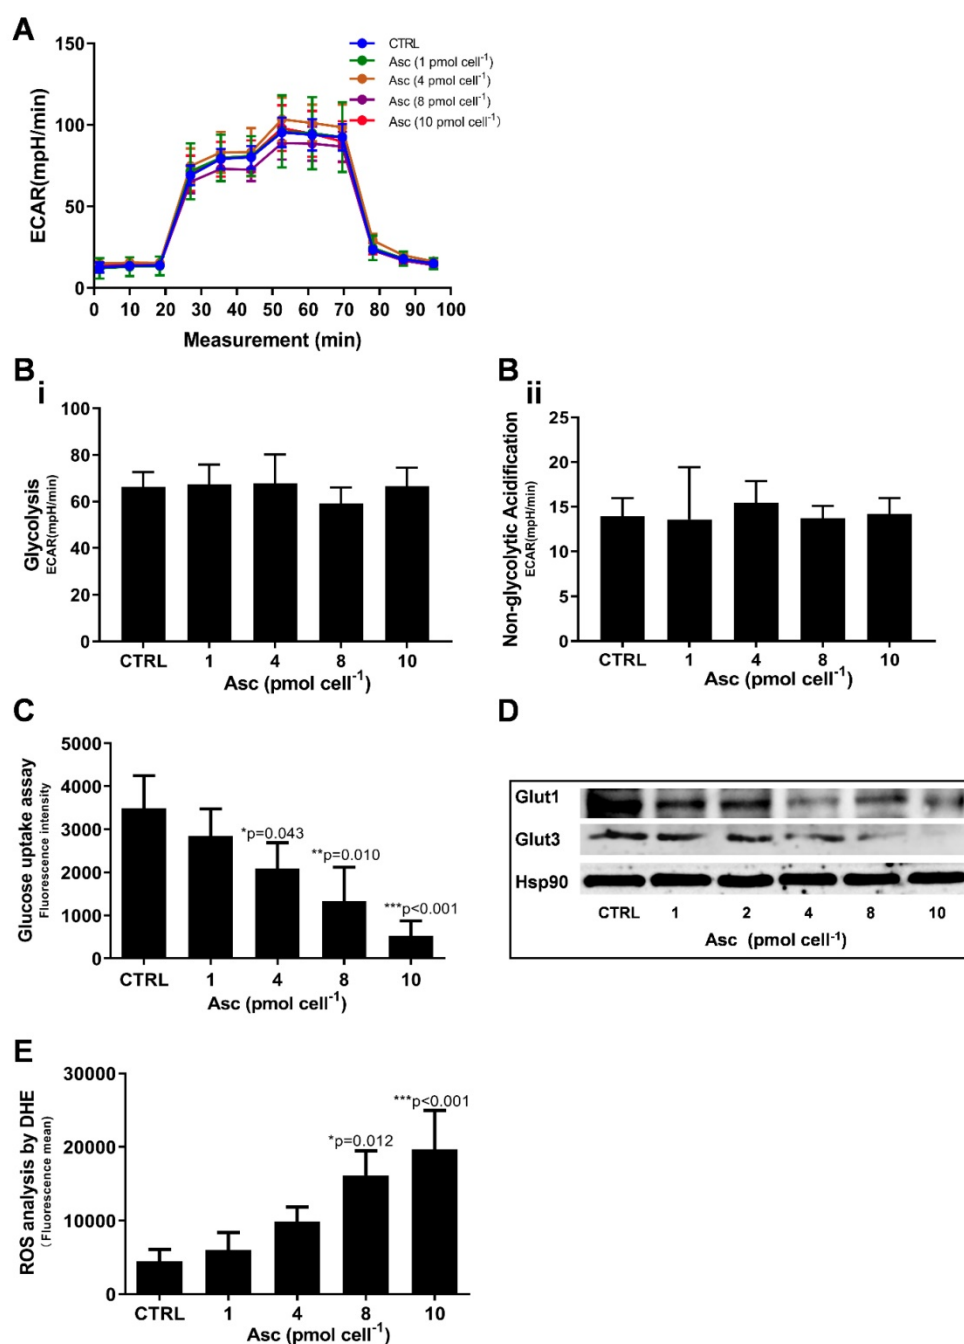 A
150
100
50
0
ECAR(mpH/min)
0 10 20 30 40 50 60 70 80 90 100
Measurement (min)
CTRL
Asc (1 pmol cell⁻¹)
Asc (4 pmol cell⁻¹)
Asc (8 pmol cell⁻¹)
Asc (10 pmol cell⁻¹)
B
i
Glycolysis
ECAR(mpH/min)
100
80
60
40
20
0
CTRL 1 4 8 10
Asc (pmol cell⁻¹)
B
ii
Non-glycolytic Acidification
ECAR(mpH/min)
25
20
15
10
5
0
CTRL 1 4 8 10
Asc (pmol cell⁻¹)
C
Glucose uptake assay
Fluorescence intensity
5000
4000
3000
2000
1000
0
*p=0.043
**p=0.010
***p<0.001
CTRL 1 4 8 10
Asc (pmol cell⁻¹)
D
Glut1
Glut3
Hsp90
CTRL 1 2 4 8 10
Asc (pmol cell⁻¹)
E
ROS analysis by DHE
(Fluorescence mean)
30000
20000
10000
0
*p=0.012
***p<0.001
CTRL 1 4 8 10
Asc (pmol cell⁻¹)